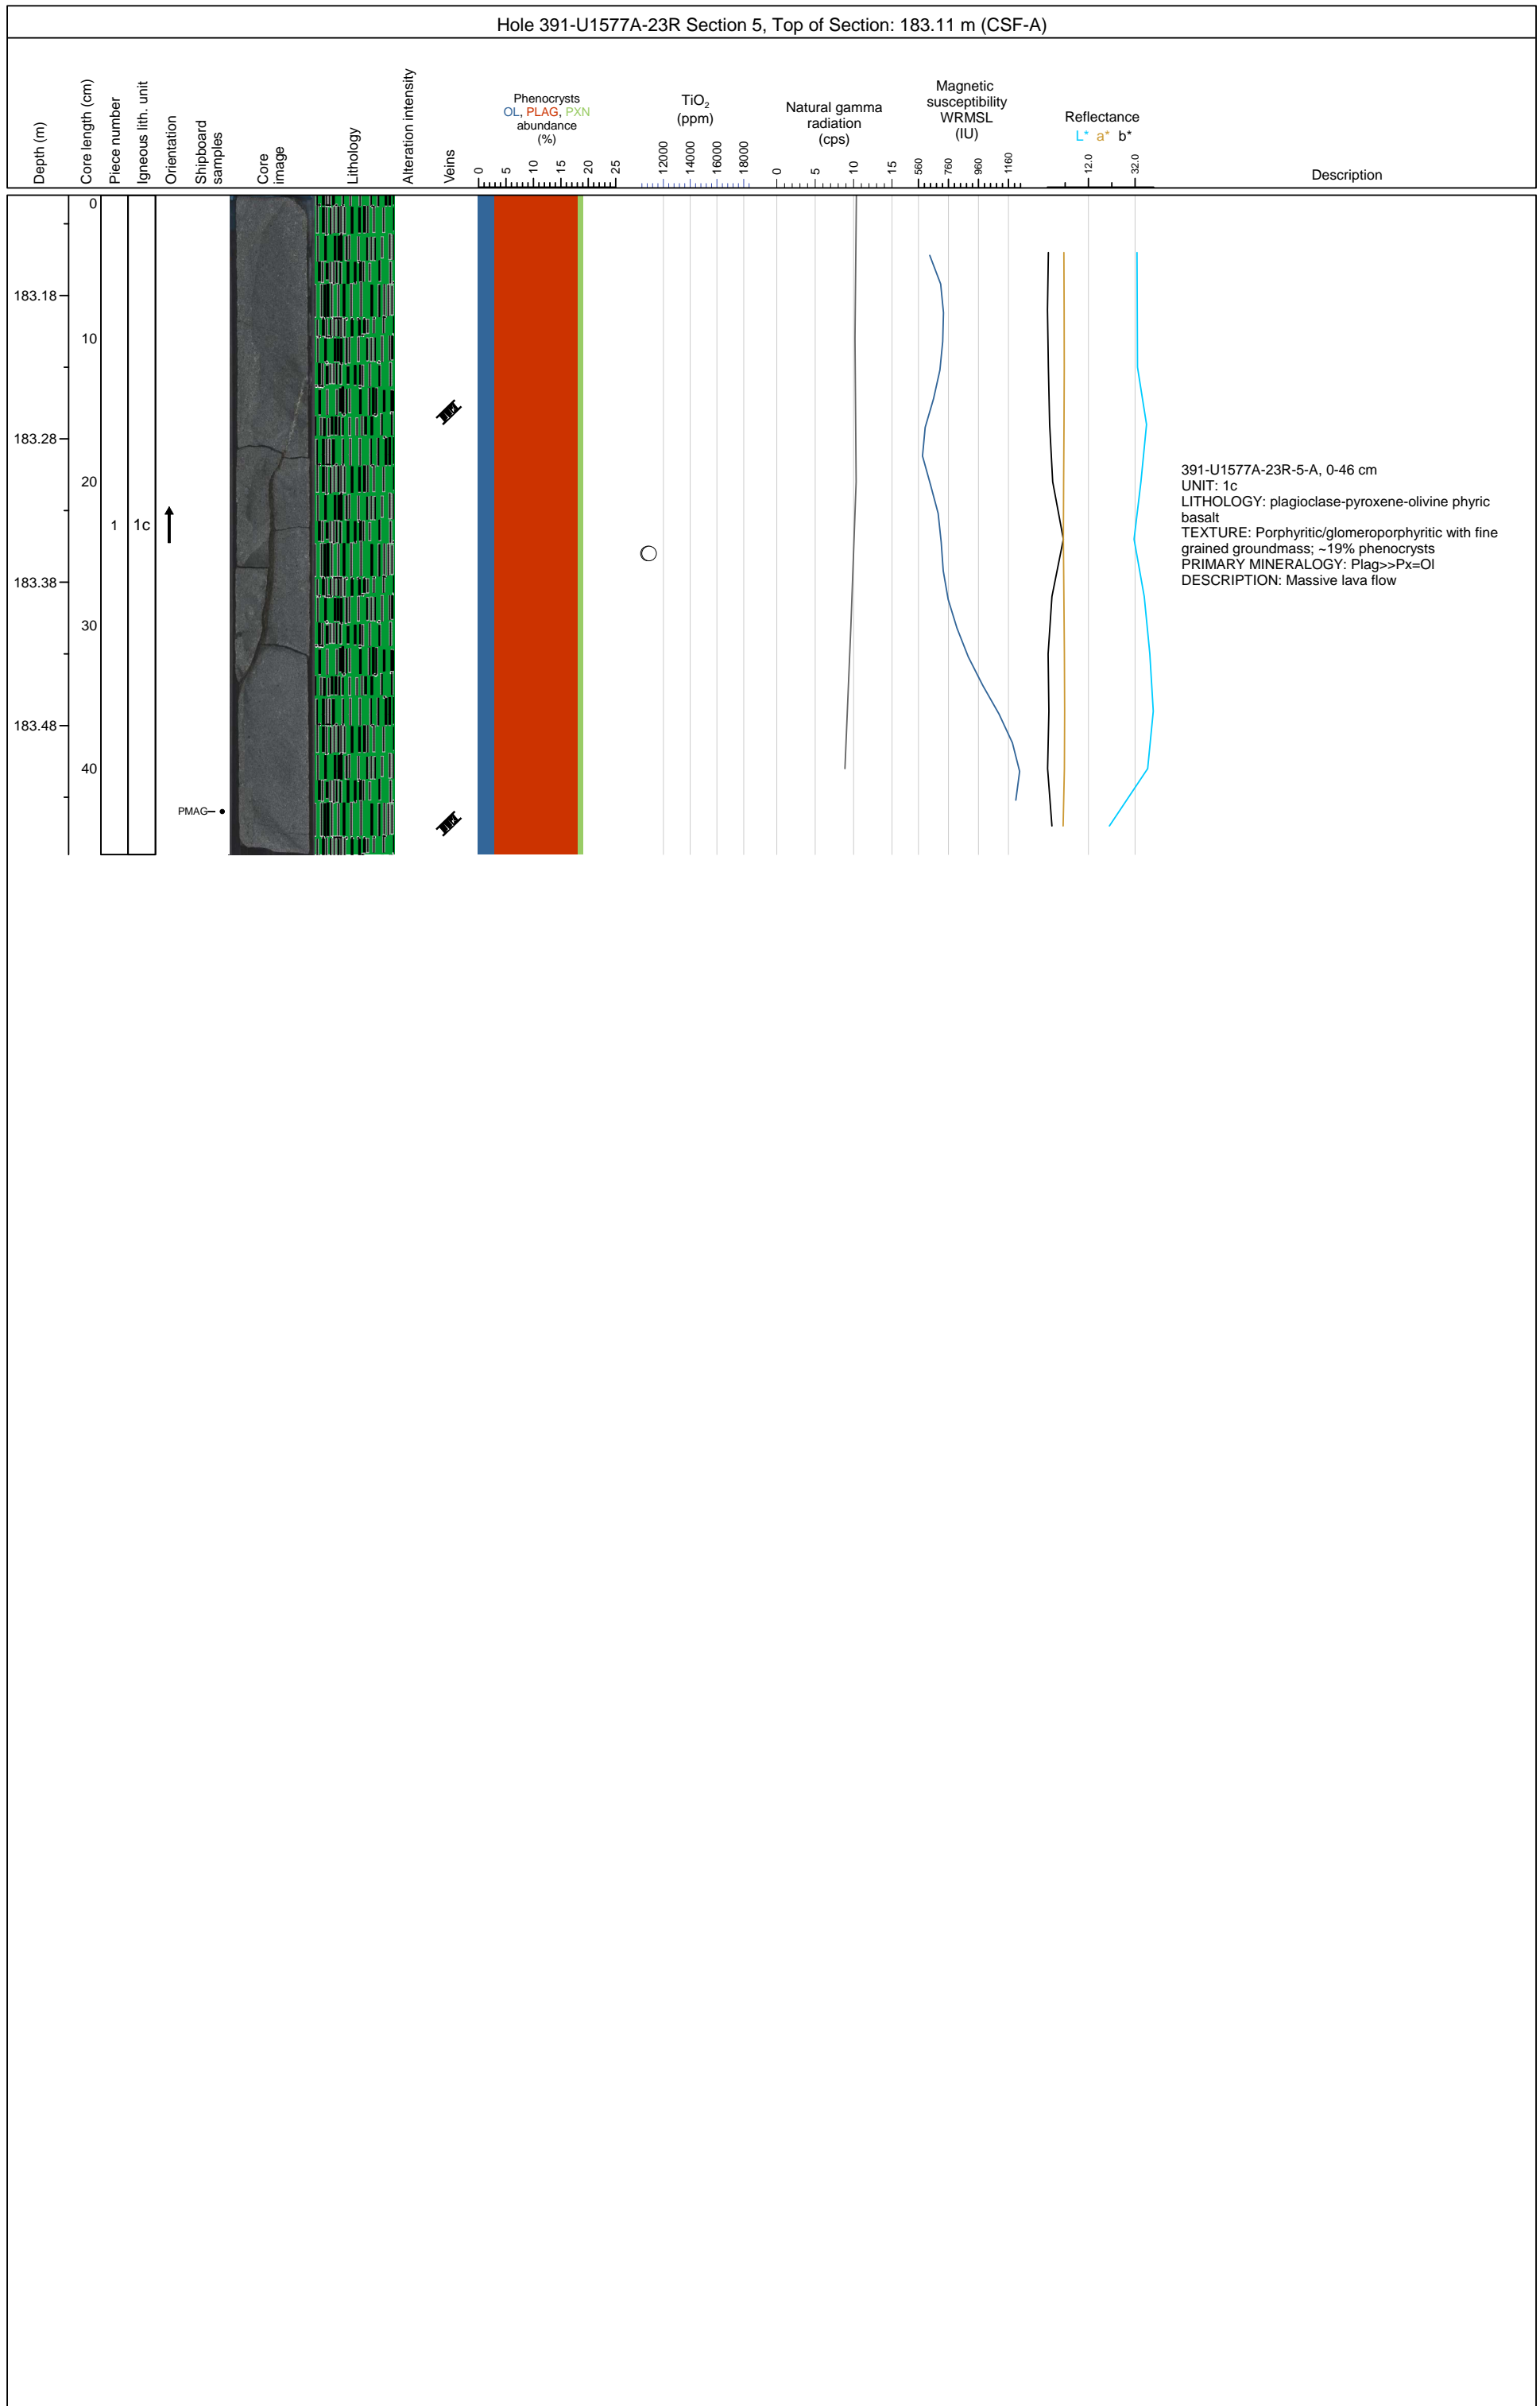 Hole 391-U1577A-23R Section 5, Top of Section: 183.11 m (CSF-A)
Depth (m)
Core length (cm)
Piece number
Igneous lith. unit
Orientation
Shipboard
samples
Core
image
Lithology
Alteration intensity
Veins
Phenocrysts
OL, PLAG, PXN
abundance
(%)
0
5
10
15
20
25
TiO₂
(ppm)
12000
14000
16000
18000
Natural gamma
radiation
(cps)
0
5
10
15
Magnetic
susceptibility
WRMSL
(IU)
560
760
960
1160
Reflectance
L* a* b*
12.0
32.0
Description
0
183.18
10
183.28
20
1
1c
183.38
30
183.48
40
PMAG
391-U1577A-23R-5-A, 0-46 cm
UNIT: 1c
LITHOLOGY: plagioclase-pyroxene-olivine phyric
basalt
TEXTURE: Porphyritic/glomeroporphyritic with fine
grained groundmass; ~19% phenocrysts
PRIMARY MINERALOGY: Plag>>Px=Ol
DESCRIPTION: Massive lava flow